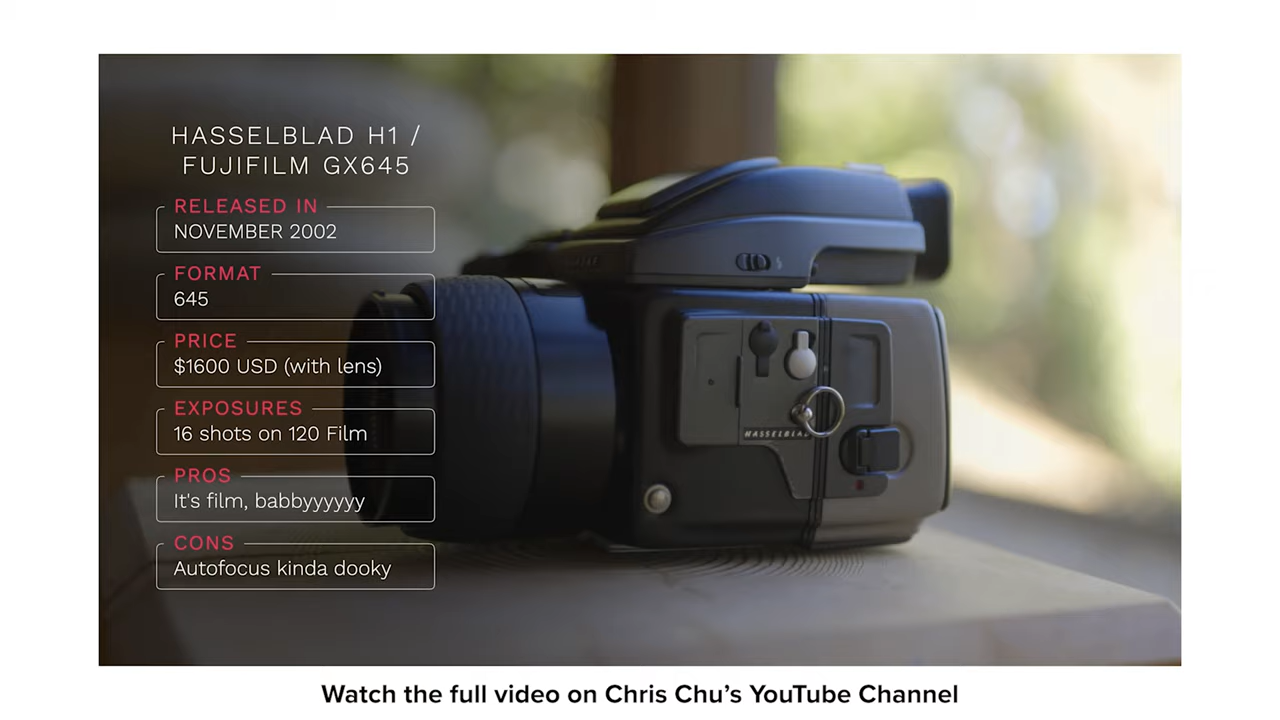 HASSELBLAD H1 /
FUJIFILM GX645
RELEASED IN
NOVEMBER 2002
FORMAT
645
PRICE
$1600 USD (with lens)
EXPOSURES
16 shots on 120 Film
PROS
It's film, babbyyyyyy
CONS
Autofocus kinda dooky
HASSELBLAD
Watch the full video on Chris Chu’s YouTube Channel